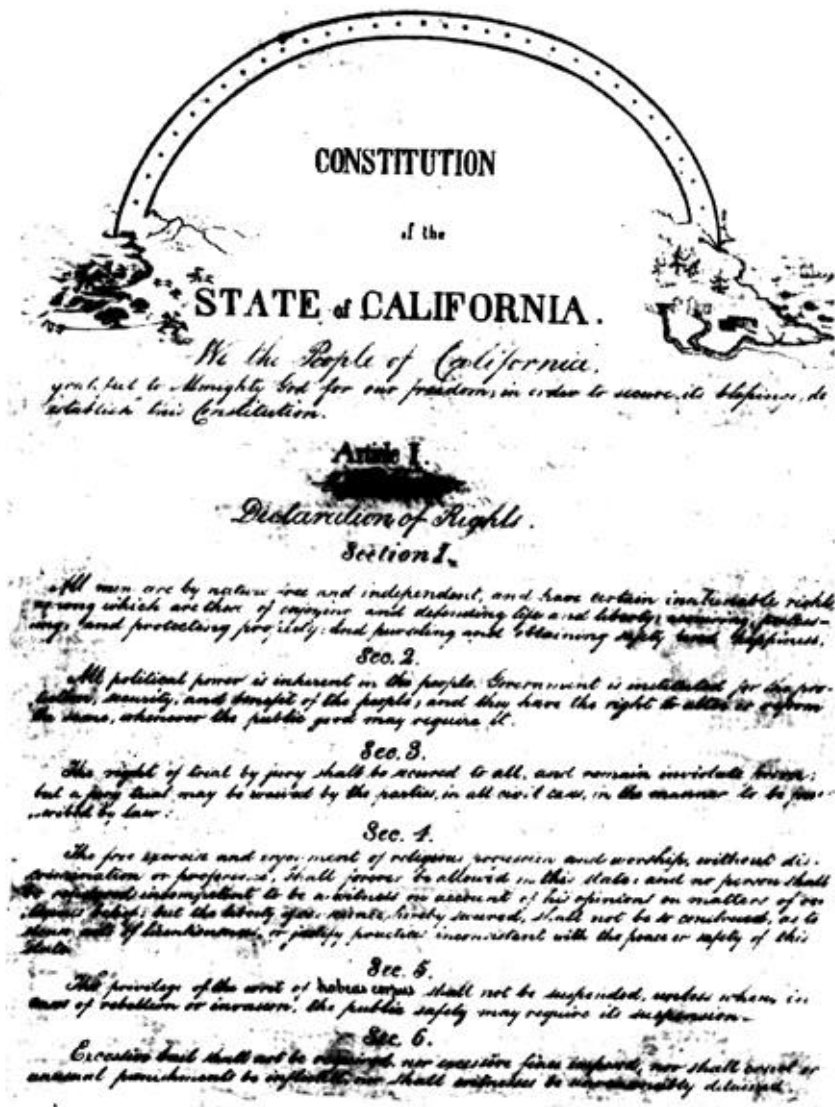 CONSTITUTION
of the
STATE of CALIFORNIA.
We the People of California,
grateful to Almighty God for our freedom, in order to secure its blessings, do
establish this Constitution.
Article I.
Declaration of Rights.
Section I.
All men are by nature free and independent, and have certain inalienable rights,
among which are those of enjoying and defending life and liberty; acquiring, possess-
ing, and protecting property; and pursuing and obtaining safety and happiness.
Sec. 2.
All political power is inherent in the people. Government is instituted for the pro-
tection, security, and benefit of the people; and they have the right to alter or reform
the same, whenever the public good may require it.
Sec. 3.
The right of trial by jury shall be secured to all, and remain inviolate forever;
but a jury trial may be waived by the parties, in all civil cases, in the manner to be pre-
scribed by law.
Sec. 4.
The free exercise and enjoyment of religious profession and worship, without dis-
crimination or preference, shall forever be allowed in this state; and no person shall
be rendered incompetent to be a witness on account of his opinions on matters of re-
ligious belief; but the liberty of conscience, hereby secured, shall not be so construed, as to
excuse acts of licentiousness, or justify practices inconsistent with the peace or safety of this
State.
Sec. 5.
The privilege of the writ of habeas corpus shall not be suspended, unless when, in
cases of rebellion or invasion, the public safety may require its suspension.
Sec. 6.
Excessive bail shall not be required, nor excessive fines imposed, nor shall cruel or
unusual punishments be inflicted, nor shall witnesses be unreasonably detained.